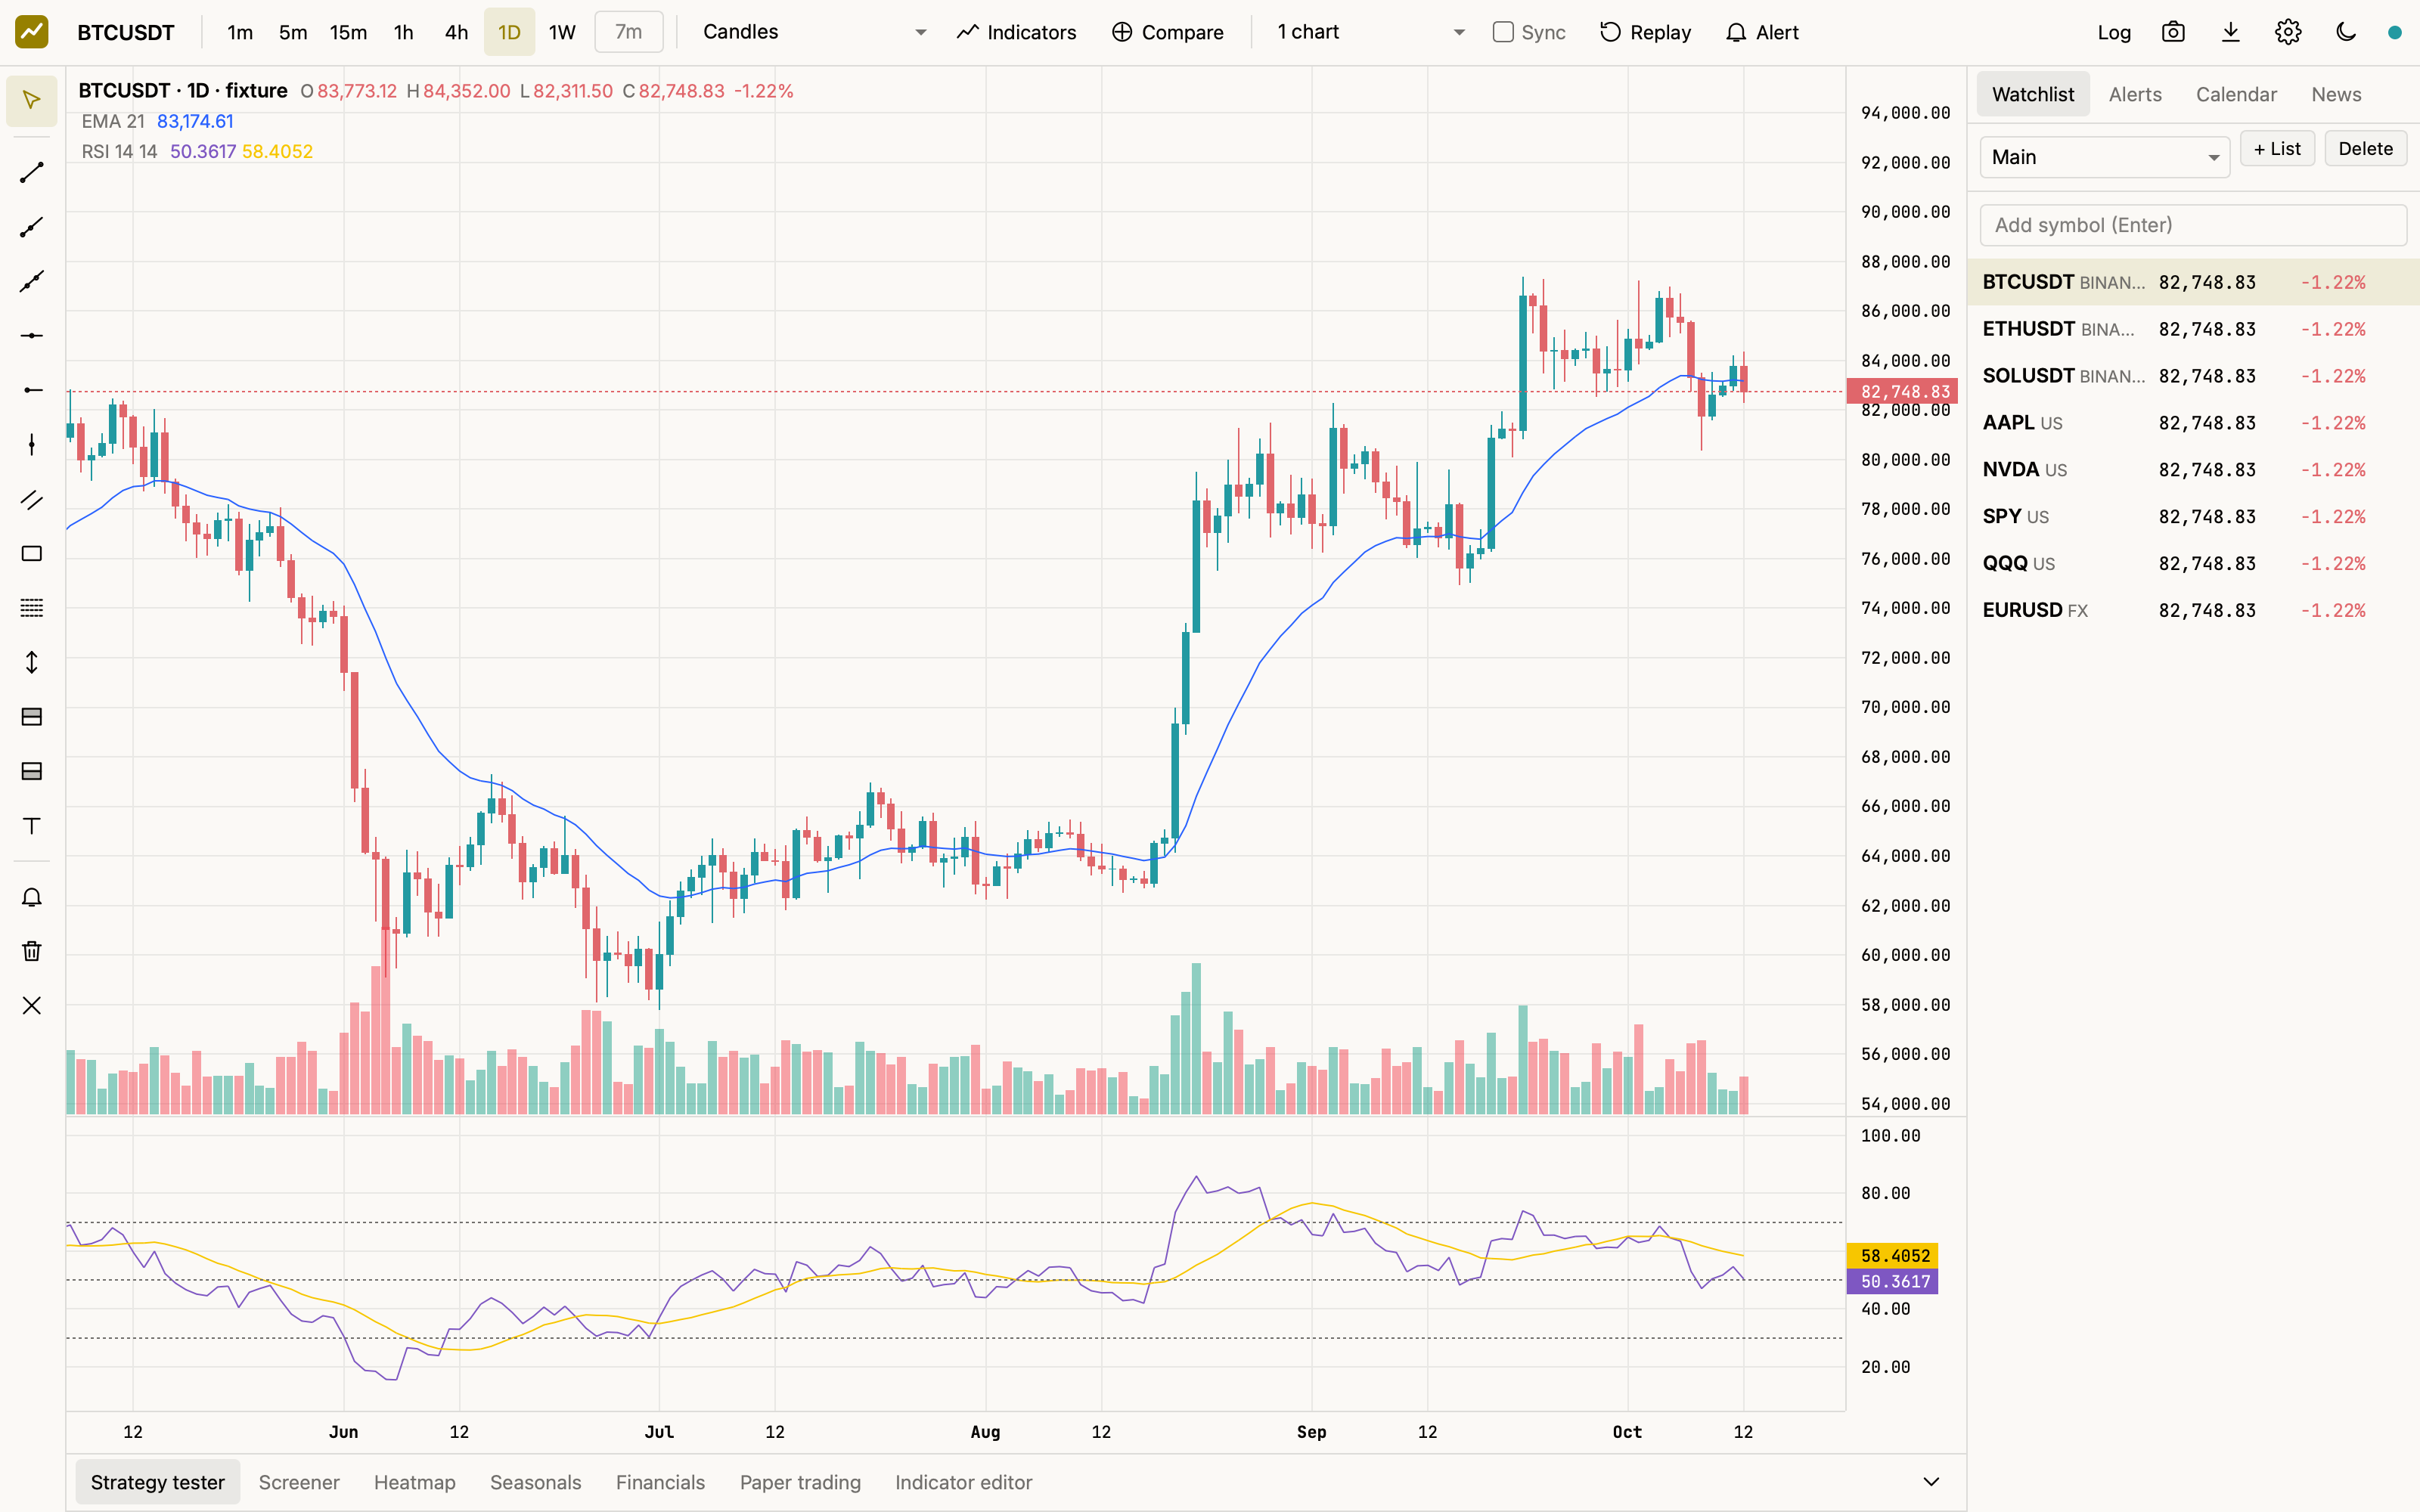 BTCUSDT 1m 5m 15m 1h 4h 1D 1W 7m Candles Indicators Compare 1 chart Sync Replay Alert Log
BTCUSDT · 1D · fixture O 83,773.12 H 84,352.00 L 82,311.50 C 82,748.83 -1.22%
EMA 21 83,174.61
RSI 14 14 50.3617 58.4052
94,000.00
92,000.00
90,000.00
88,000.00
86,000.00
84,000.00
82,748.83
82,000.00
80,000.00
78,000.00
76,000.00
74,000.00
72,000.00
70,000.00
68,000.00
66,000.00
64,000.00
62,000.00
60,000.00
58,000.00
56,000.00
54,000.00
100.00
80.00
58.4052
50.3617
40.00
20.00
12 Jun 12 Jul 12 Aug 12 Sep 12 Oct 12
Strategy tester Screener Heatmap Seasonals Financials Paper trading Indicator editor
Watchlist Alerts Calendar News
Main + List Delete
Add symbol (Enter)
BTCUSDT BINAN... 82,748.83 -1.22%
ETHUSDT BINA... 82,748.83 -1.22%
SOLUSDT BINAN... 82,748.83 -1.22%
AAPL US 82,748.83 -1.22%
NVDA US 82,748.83 -1.22%
SPY US 82,748.83 -1.22%
QQQ US 82,748.83 -1.22%
EURUSD FX 82,748.83 -1.22%